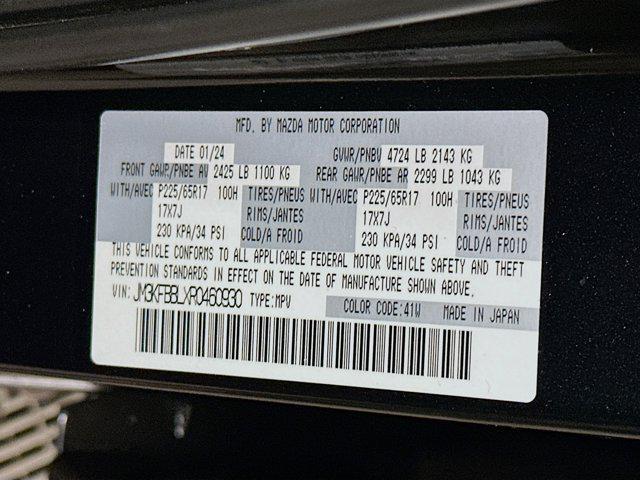 MFD. BY MAZDA MOTOR CORPORATION
DATE 01/24 GVWR/PNBV 4724 LB 2143 KG
FRONT GAWR/PNBE AV 2425 LB 1100 KG REAR GAWR/PNBE AR 2299 LB 1043 KG
WITH/AVEC P225/65R17 100H TIRES/PNEUS WITH/AVEC P225/65R17 100H TIRES/PNEUS
17X7J RIMS/JANTES 17X7J RIMS/JANTES
230 KPA/34 PSI COLD/A FROID 230 KPA/34 PSI COLD/A FROID
THIS VEHICLE CONFORMS TO ALL APPLICABLE FEDERAL MOTOR VEHICLE SAFETY AND THEFT
PREVENTION STANDARDS IN EFFECT ON THE DATE OF MANUFACTURE SHOWN ABOVE.
VIN: JM3KFBBLXR0460930 TYPE:MPV COLOR CODE:41W MADE IN JAPAN